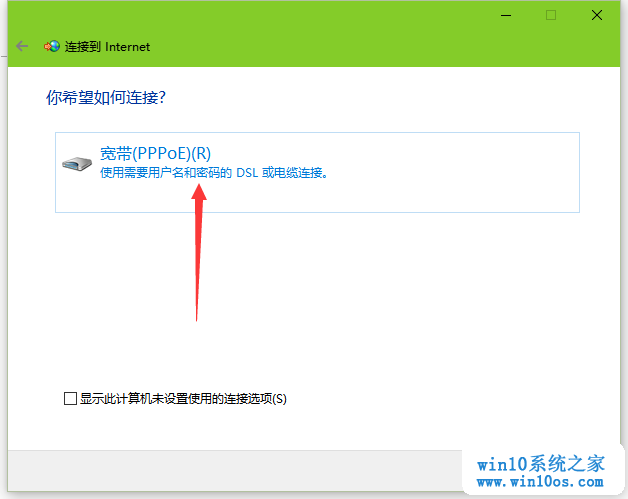 连接到 Internet
你希望如何连接?
宽带(PPPoE)(R)
使用需要用户名和密码的 DSL 或电缆连接。
显示此计算机未设置使用的连接选项(S)
win10系统之家
www.win10os.com